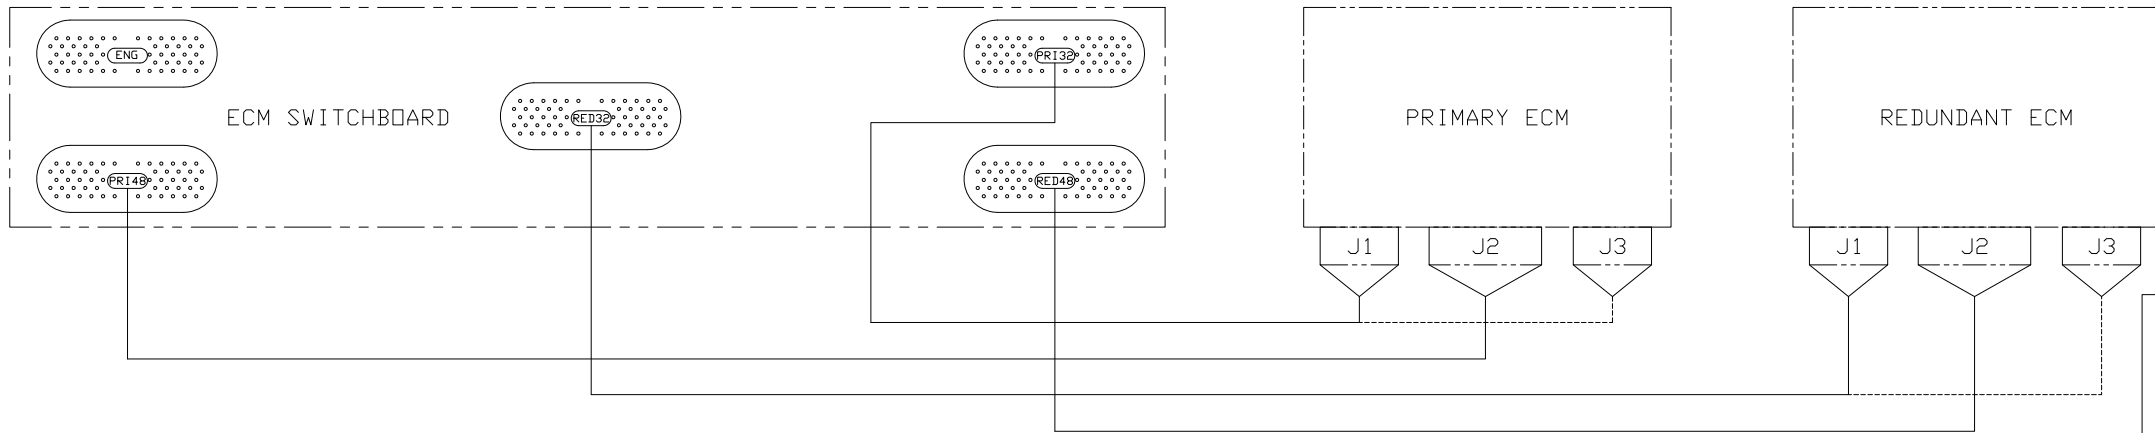 ENG
PRI32
ECM SWITCHBOARD
RED32
PRIMARY ECM
REDUNDANT ECM
PRI48
RED48
J1
J2
J3
J1
J2
J3